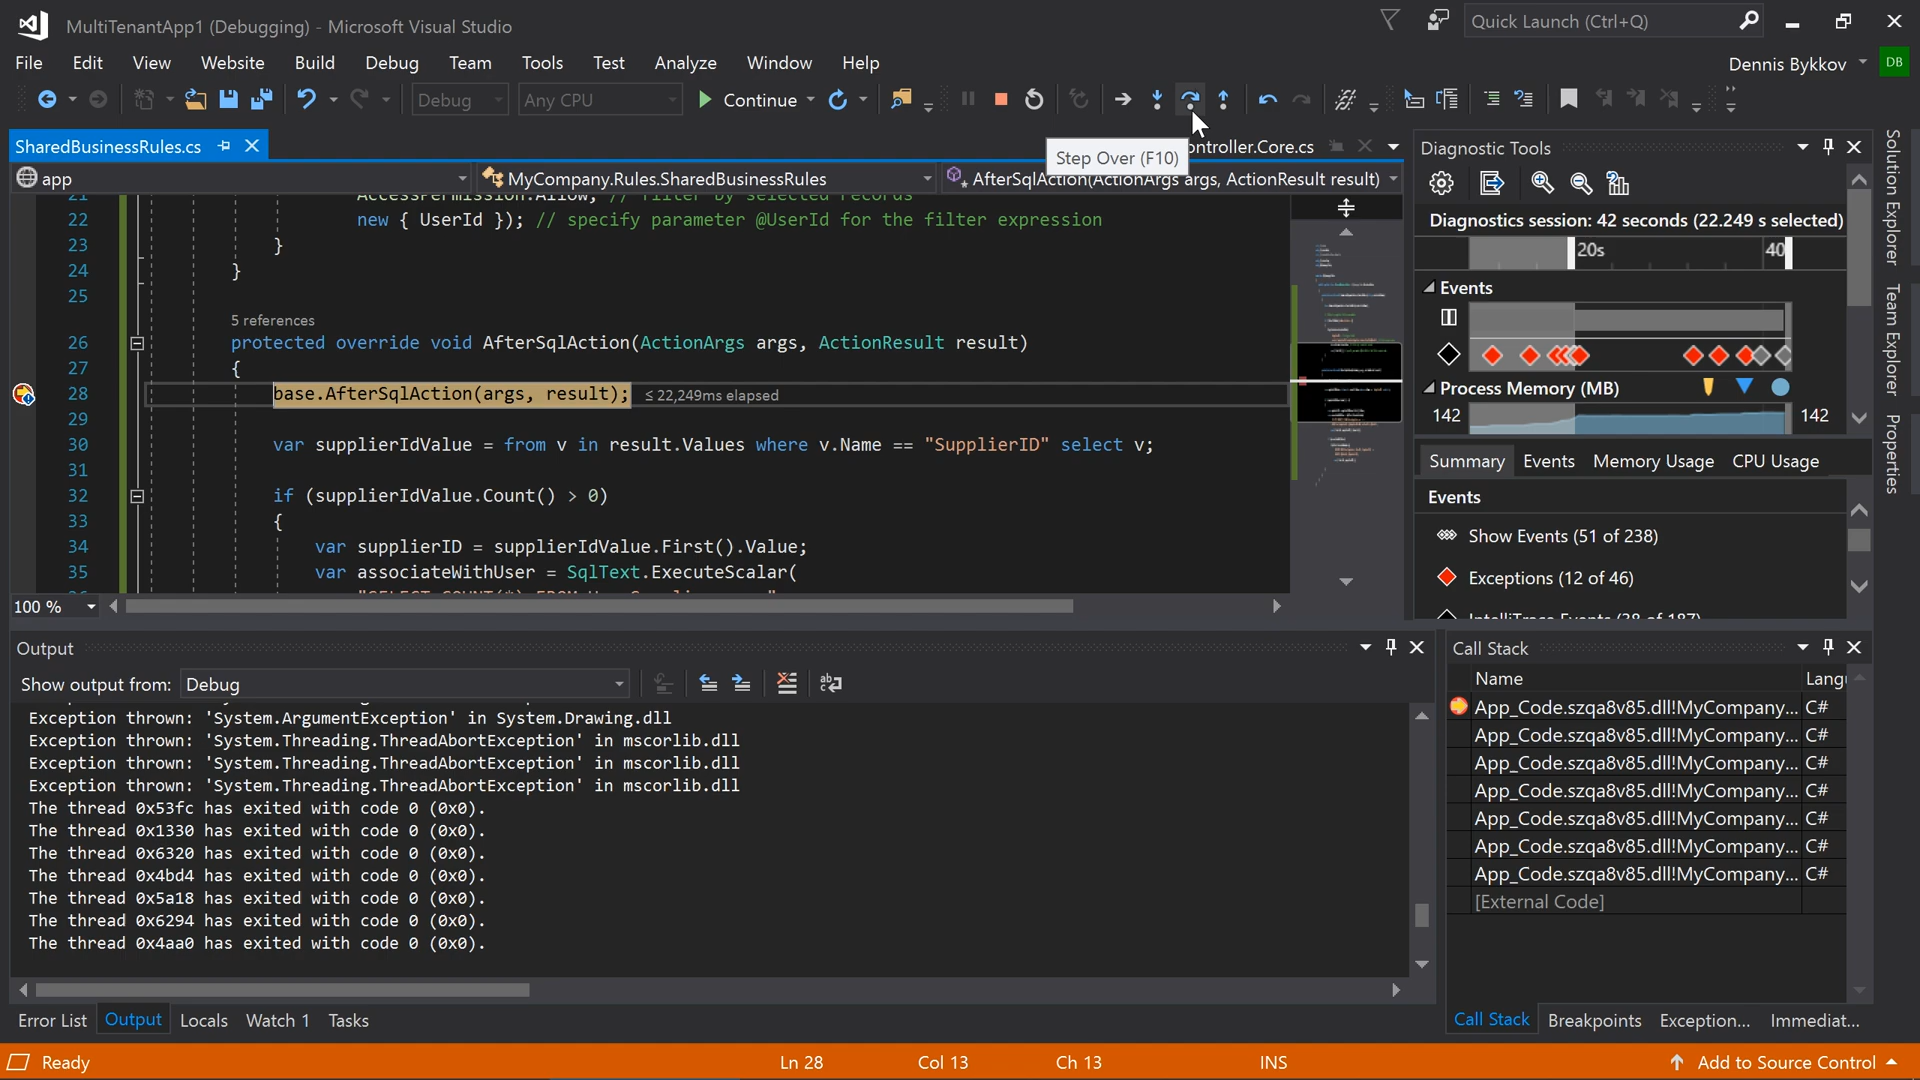 MultiTenantApp1 (Debugging) - Microsoft Visual Studio
Quick Launch (Ctrl+Q)
File Edit View Website Build Debug Team Tools Test Analyze Window Help
Dennis Bykkov DB
Debug Any CPU Continue
SharedBusinessRules.cs
Step Over (F10)
ontroller.Core.cs
app MyCompany.Rules.SharedBusinessRules AfterSqlAction(ActionArgs args, ActionResult result)
21 AccessPermission.Allow, // filter by selected records
22 new { UserId }); // specify parameter @UserId for the filter expression
23 }
24 }
25
5 references
26 protected override void AfterSqlAction(ActionArgs args, ActionResult result)
27 {
28 base.AfterSqlAction(args, result); ≤ 22,249ms elapsed
29
30 var supplierIdValue = from v in result.Values where v.Name == "SupplierID" select v;
31
32 if (supplierIdValue.Count() > 0)
33 {
34 var supplierID = supplierIdValue.First().Value;
35 var associateWithUser = SqlText.ExecuteScalar(
100 %
Diagnostic Tools
Diagnostics session: 42 seconds (22.249 s selected)
20s 40
Events
Process Memory (MB)
142 142
Summary Events Memory Usage CPU Usage
Events
Show Events (51 of 238)
Exceptions (12 of 46)
IntelliTrace Events (38 of 187)
Solution Explorer
Team Explorer
Properties
Output
Show output from: Debug
Exception thrown: 'System.ArgumentException' in System.Drawing.dll
Exception thrown: 'System.Threading.ThreadAbortException' in mscorlib.dll
Exception thrown: 'System.Threading.ThreadAbortException' in mscorlib.dll
Exception thrown: 'System.Threading.ThreadAbortException' in mscorlib.dll
The thread 0x53fc has exited with code 0 (0x0).
The thread 0x1330 has exited with code 0 (0x0).
The thread 0x6320 has exited with code 0 (0x0).
The thread 0x4bd4 has exited with code 0 (0x0).
The thread 0x5a18 has exited with code 0 (0x0).
The thread 0x6294 has exited with code 0 (0x0).
The thread 0x4aa0 has exited with code 0 (0x0).
Error List Output Locals Watch 1 Tasks
Call Stack
Name Langu
App_Code.szqa8v85.dll!MyCompany... C#
App_Code.szqa8v85.dll!MyCompany... C#
App_Code.szqa8v85.dll!MyCompany... C#
App_Code.szqa8v85.dll!MyCompany... C#
App_Code.szqa8v85.dll!MyCompany... C#
App_Code.szqa8v85.dll!MyCompany... C#
App_Code.szqa8v85.dll!MyCompany... C#
[External Code]
Call Stack Breakpoints Exception... Immediat...
Ready Ln 28 Col 13 Ch 13 INS Add to Source Control